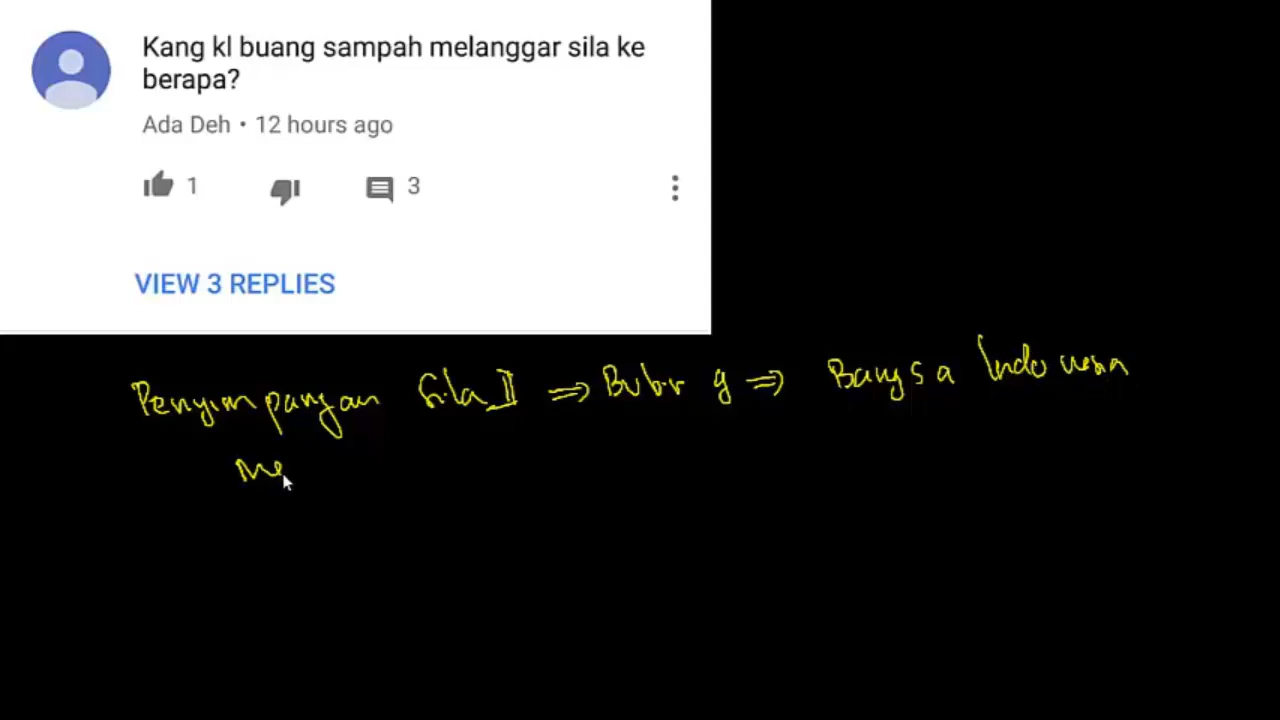 Kang kl buang sampah melanggar sila ke
berapa?
Ada Deh • 12 hours ago
1 3
VIEW 3 REPLIES
Penyimpangan Sila II => Butir g => Bangsa Indonesia
me